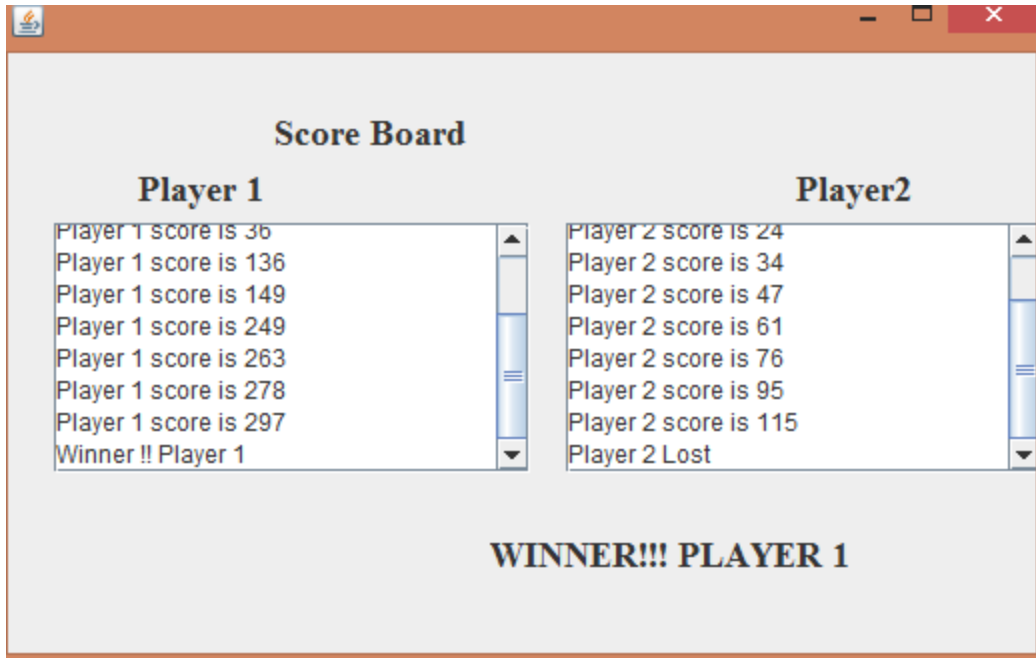 Score Board
Player 1
Player2
Player 1 score is 36
Player 1 score is 136
Player 1 score is 149
Player 1 score is 249
Player 1 score is 263
Player 1 score is 278
Player 1 score is 297
Winner !! Player 1
Player 2 score is 24
Player 2 score is 34
Player 2 score is 47
Player 2 score is 61
Player 2 score is 76
Player 2 score is 95
Player 2 score is 115
Player 2 Lost
WINNER!!! PLAYER 1